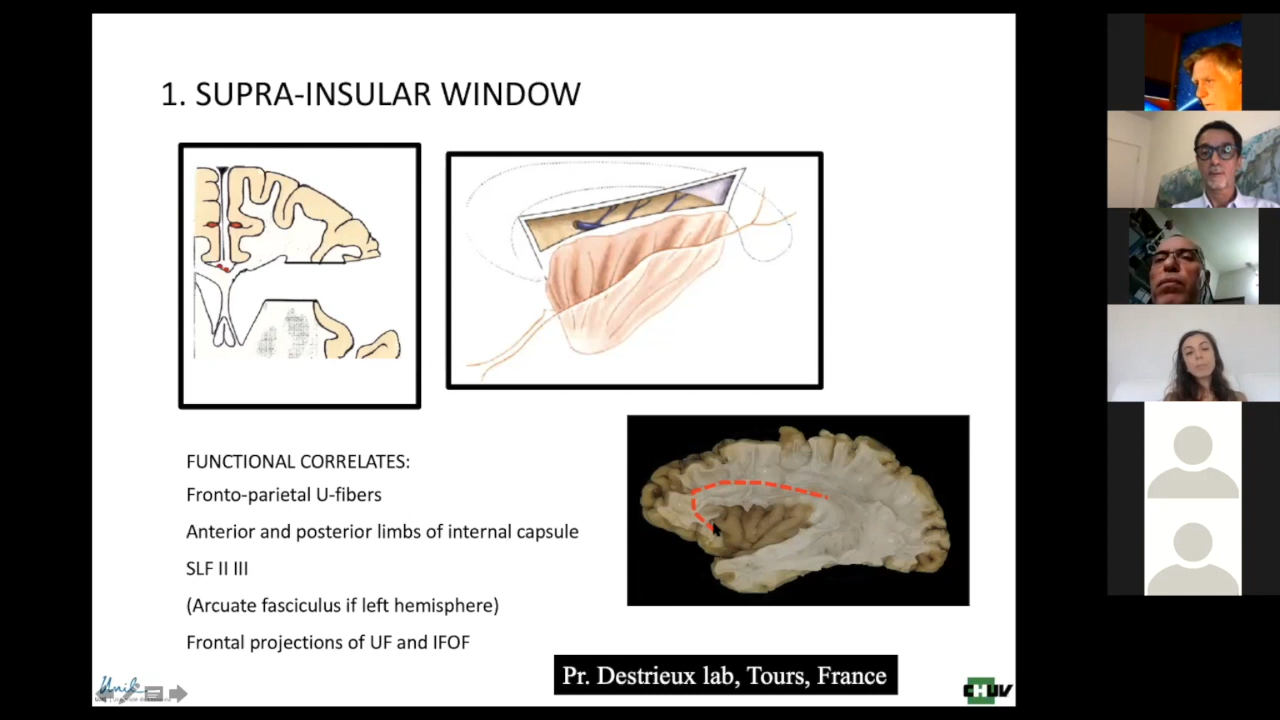 1. SUPRA-INSULAR WINDOW
FUNCTIONAL CORRELATES:
Fronto-parietal U-fibers
Anterior and posterior limbs of internal capsule
SLF II III
(Arcuate fasciculus if left hemisphere)
Frontal projections of UF and IFOF
Pr. Destrieux lab, Tours, France
CHUV